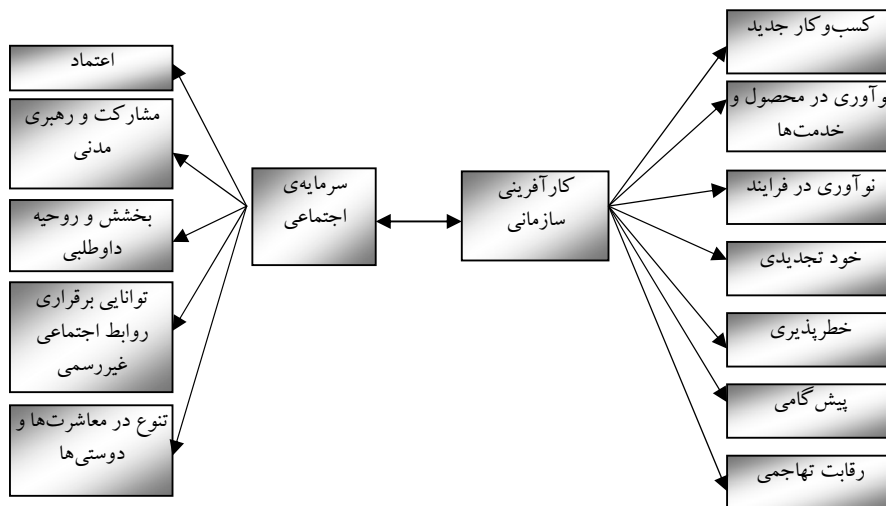 کسب‌وکار جدید
نوآوری در محصول و
خدمت‌ها
نوآوری در فرایند
خود تجدیدی
خطرپذیری
پیش‌گامی
رقابت تهاجمی
کارآفرینی
سازمانی
سرمایه‌ی
اجتماعی
اعتماد
مشارکت و رهبری
مدنی
بخشش و روحیه
داوطلبی
توانایی برقراری
روابط اجتماعی
غیررسمی
تنوع در معاشرت‌ها و
دوستی‌ها